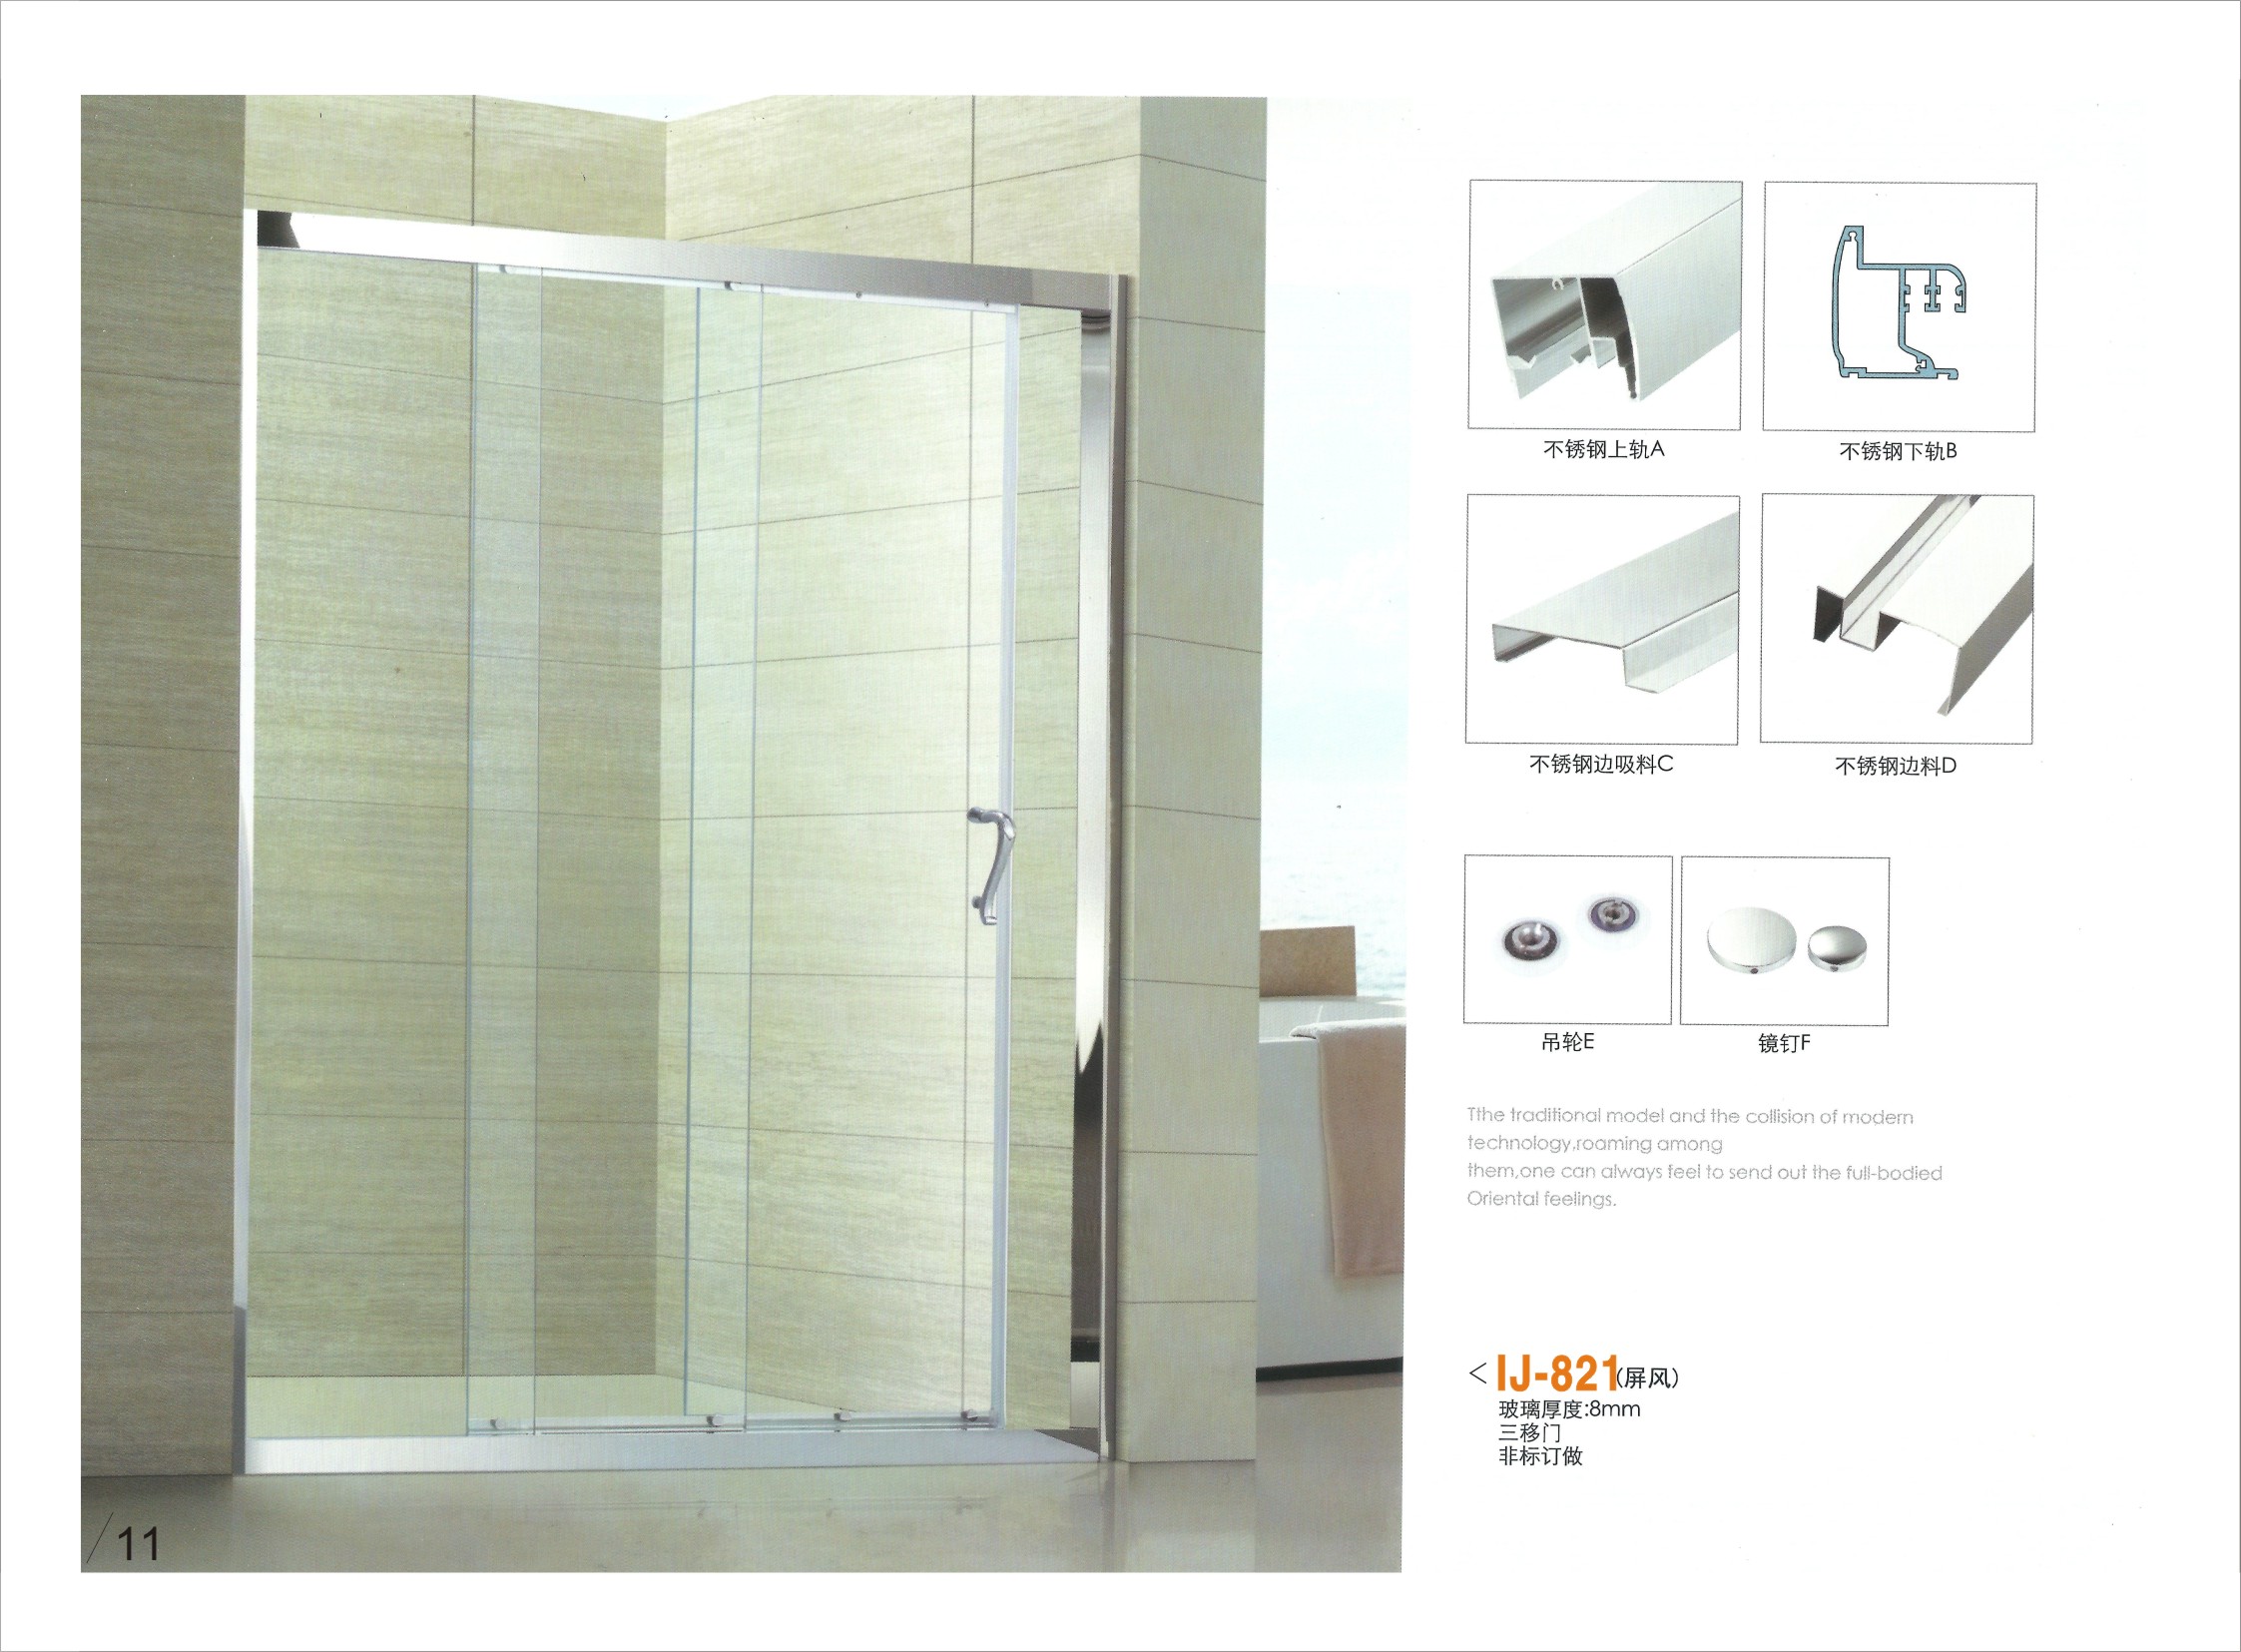 不锈钢上轨A
不锈钢下轨B
不锈钢边吸料C
不锈钢边料D
吊轮E
镜钉F
Tthe traditional model and the collision of modern
technology,roaming among
them,one can always feel to send out the full-bodied
Oriental feelings.
<IJ-821(屏风)
玻璃厚度:8mm
三移门
非标订做
/11